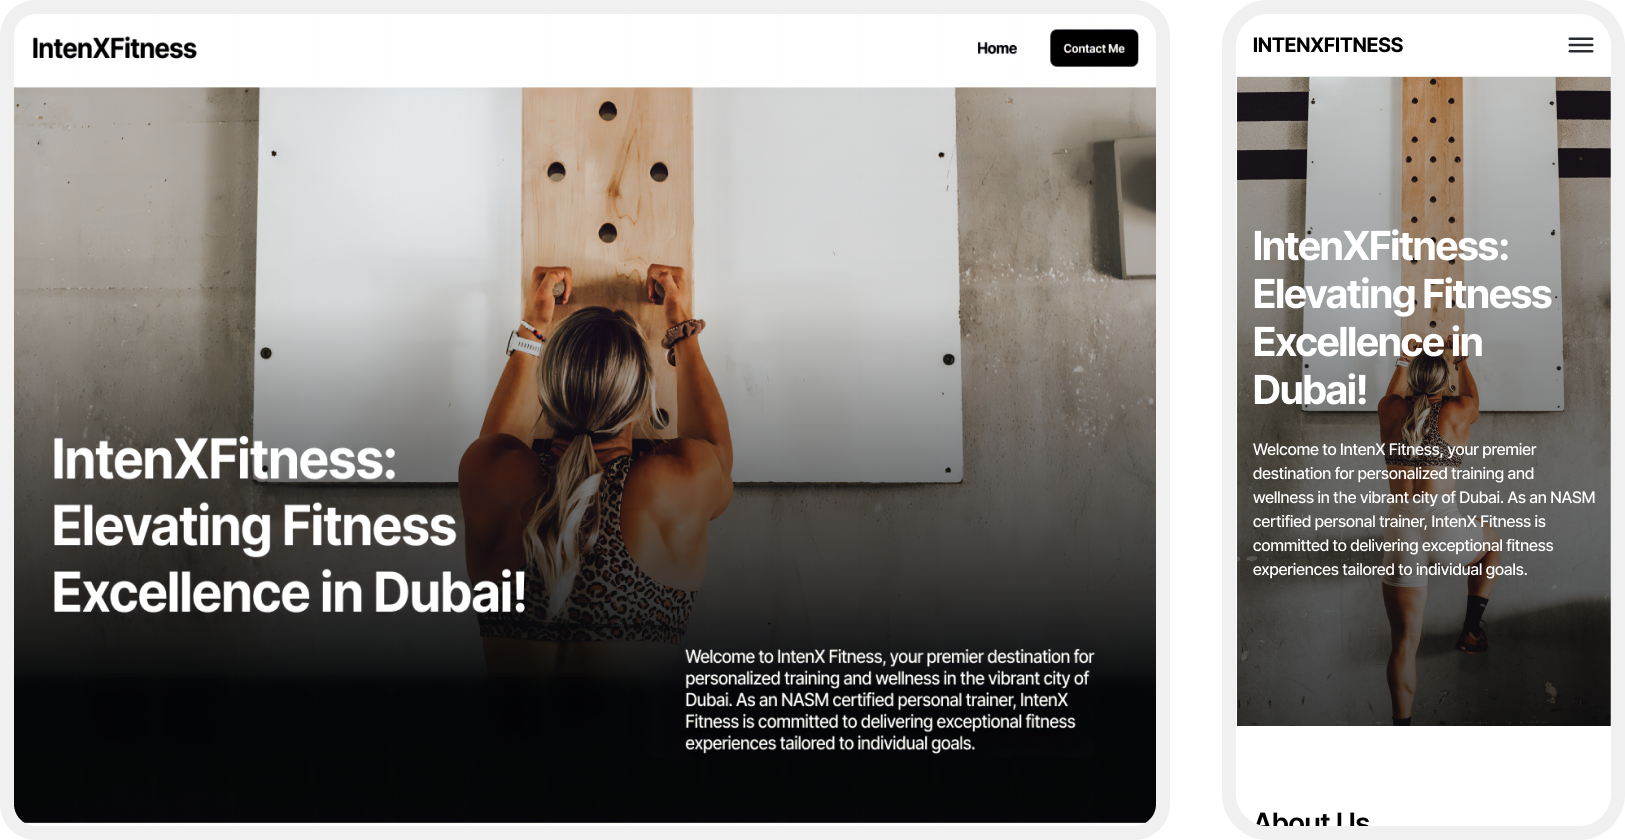 IntenXFitness
Home
Contact Me
IntenXFitness:
Elevating Fitness
Excellence in Dubai!
Welcome to IntenX Fitness, your premier destination for
personalized training and wellness in the vibrant city of
Dubai. As an NASM certified personal trainer, IntenX
Fitness is committed to delivering exceptional fitness
experiences tailored to individual goals.
INTENXFITNESS
IntenXFitness:
Elevating Fitness
Excellence in
Dubai!
Welcome to IntenX Fitness, your premier
destination for personalized training and
wellness in the vibrant city of Dubai. As an NASM
certified personal trainer, IntenX Fitness is
committed to delivering exceptional fitness
experiences tailored to individual goals.
About Us